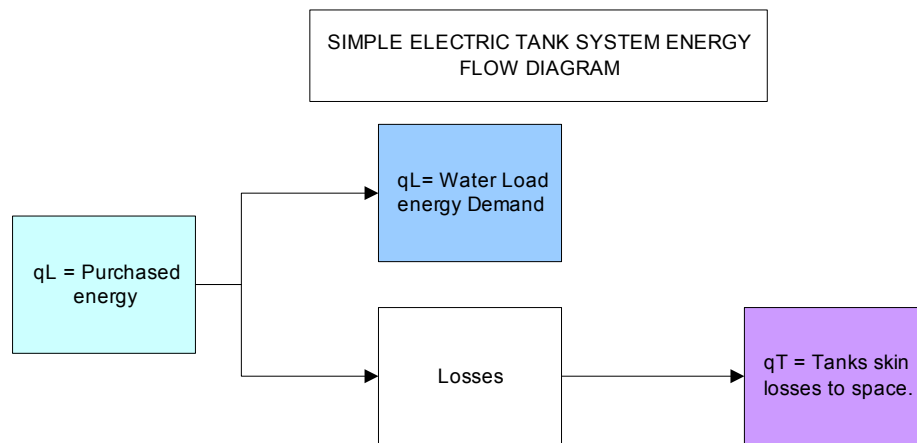 SIMPLE ELECTRIC TANK SYSTEM ENERGY
FLOW DIAGRAM
qL= Water Load
energy Demand
qL = Purchased
energy
Losses
qT = Tanks skin
losses to space.